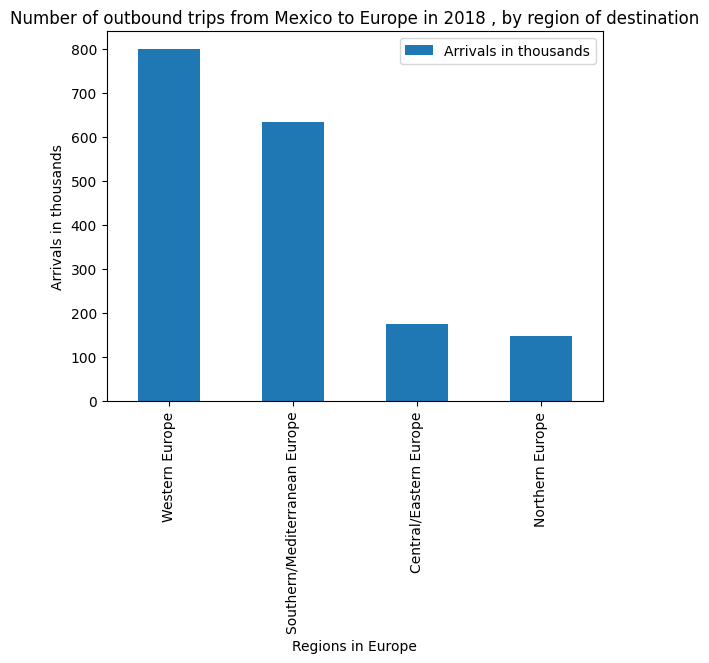 Number of outbound trips from Mexico to Europe in 2018 , by region of destination
Arrivals in thousands
Arrivals in thousands
800
700
600
500
400
300
200
100
0
Western Europe
Southern/Mediterranean Europe
Central/Eastern Europe
Northern Europe
Regions in Europe